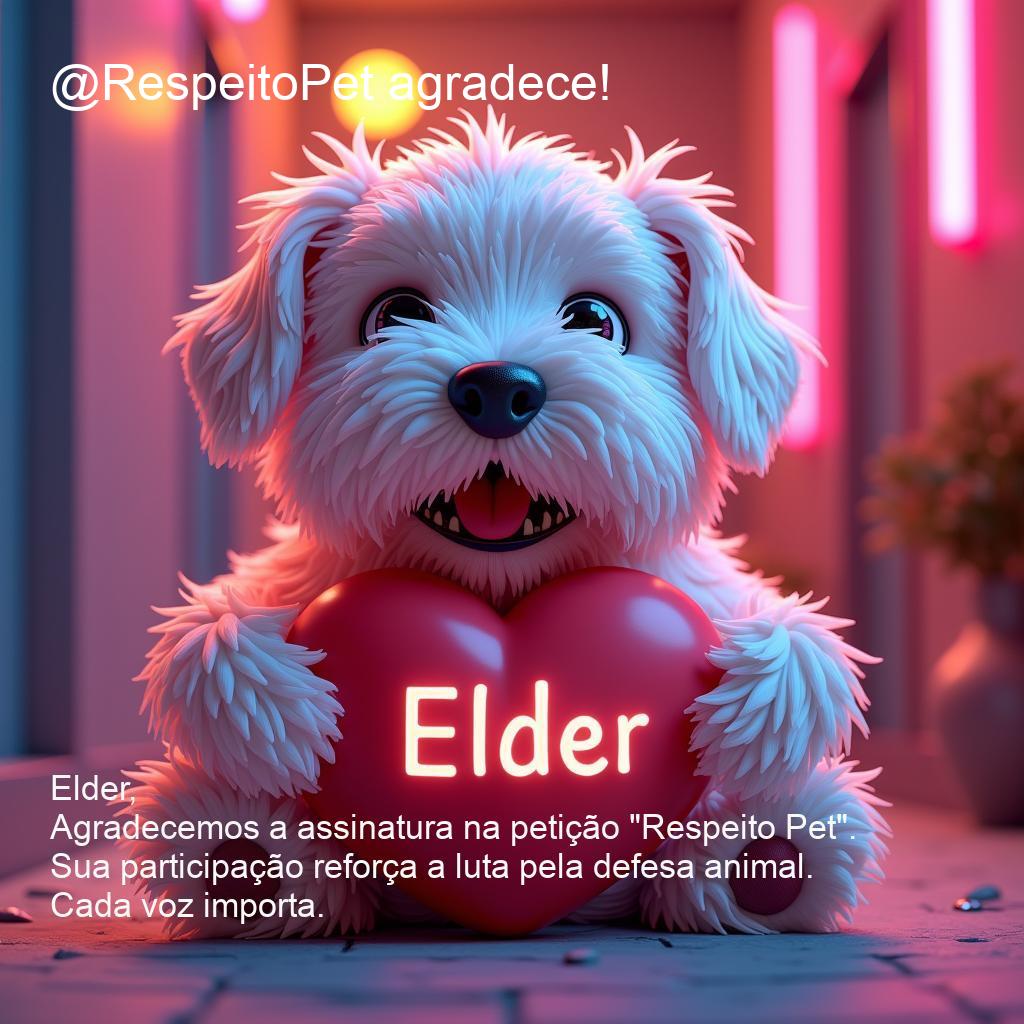 @RespeitoPet agradece!
Elder
Elder,
Agradecemos a assinatura na petição "Respeito Pet".
Sua participação reforça a luta pela defesa animal.
Cada voz importa.